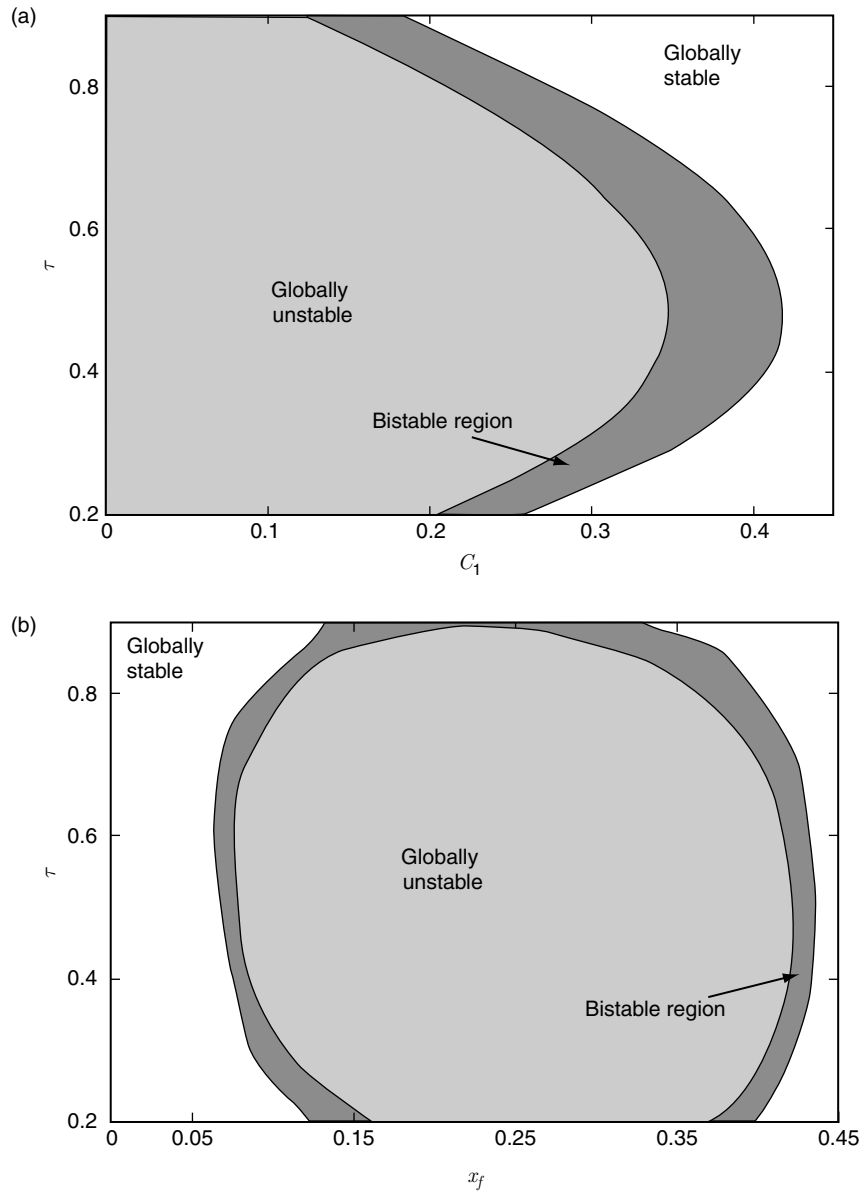 (a)
Globally
stable
0.8
0.6
τ
Globally
unstable
0.4
Bistable region
0.2
0 0.1 0.2 0.3 0.4
C1
(b)
Globally
stable
0.8
0.6
τ
Globally
unstable
0.4
Bistable region
0.2
0 0.05 0.15 0.25 0.35 0.45
xf